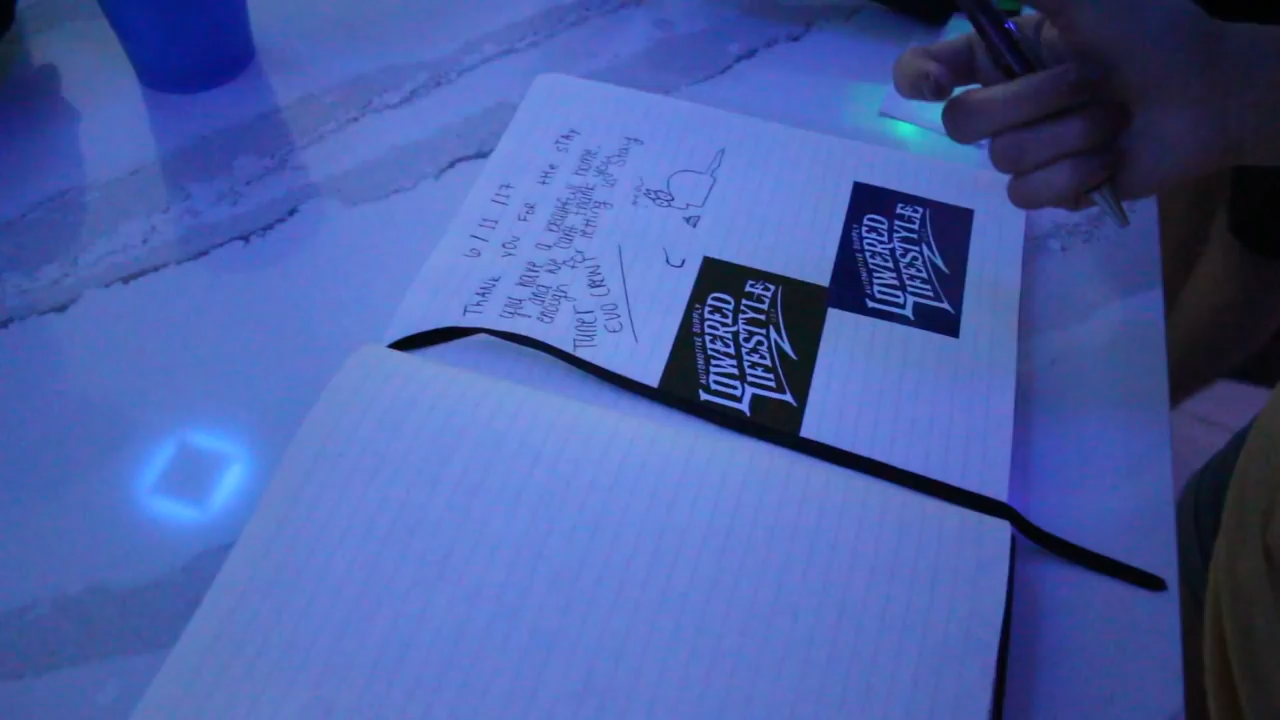 6/11/17
THANK YOU FOR THE STAY
you have a beautiful home.
and we cant thank you
enough for letting us stay
TUNER
EVO CREW
AUTOMOTIVE SUPPLY
LOWERED
LIFESTYLE
AUTOMOTIVE SUPPLY
LOWERED
LIFESTYLE